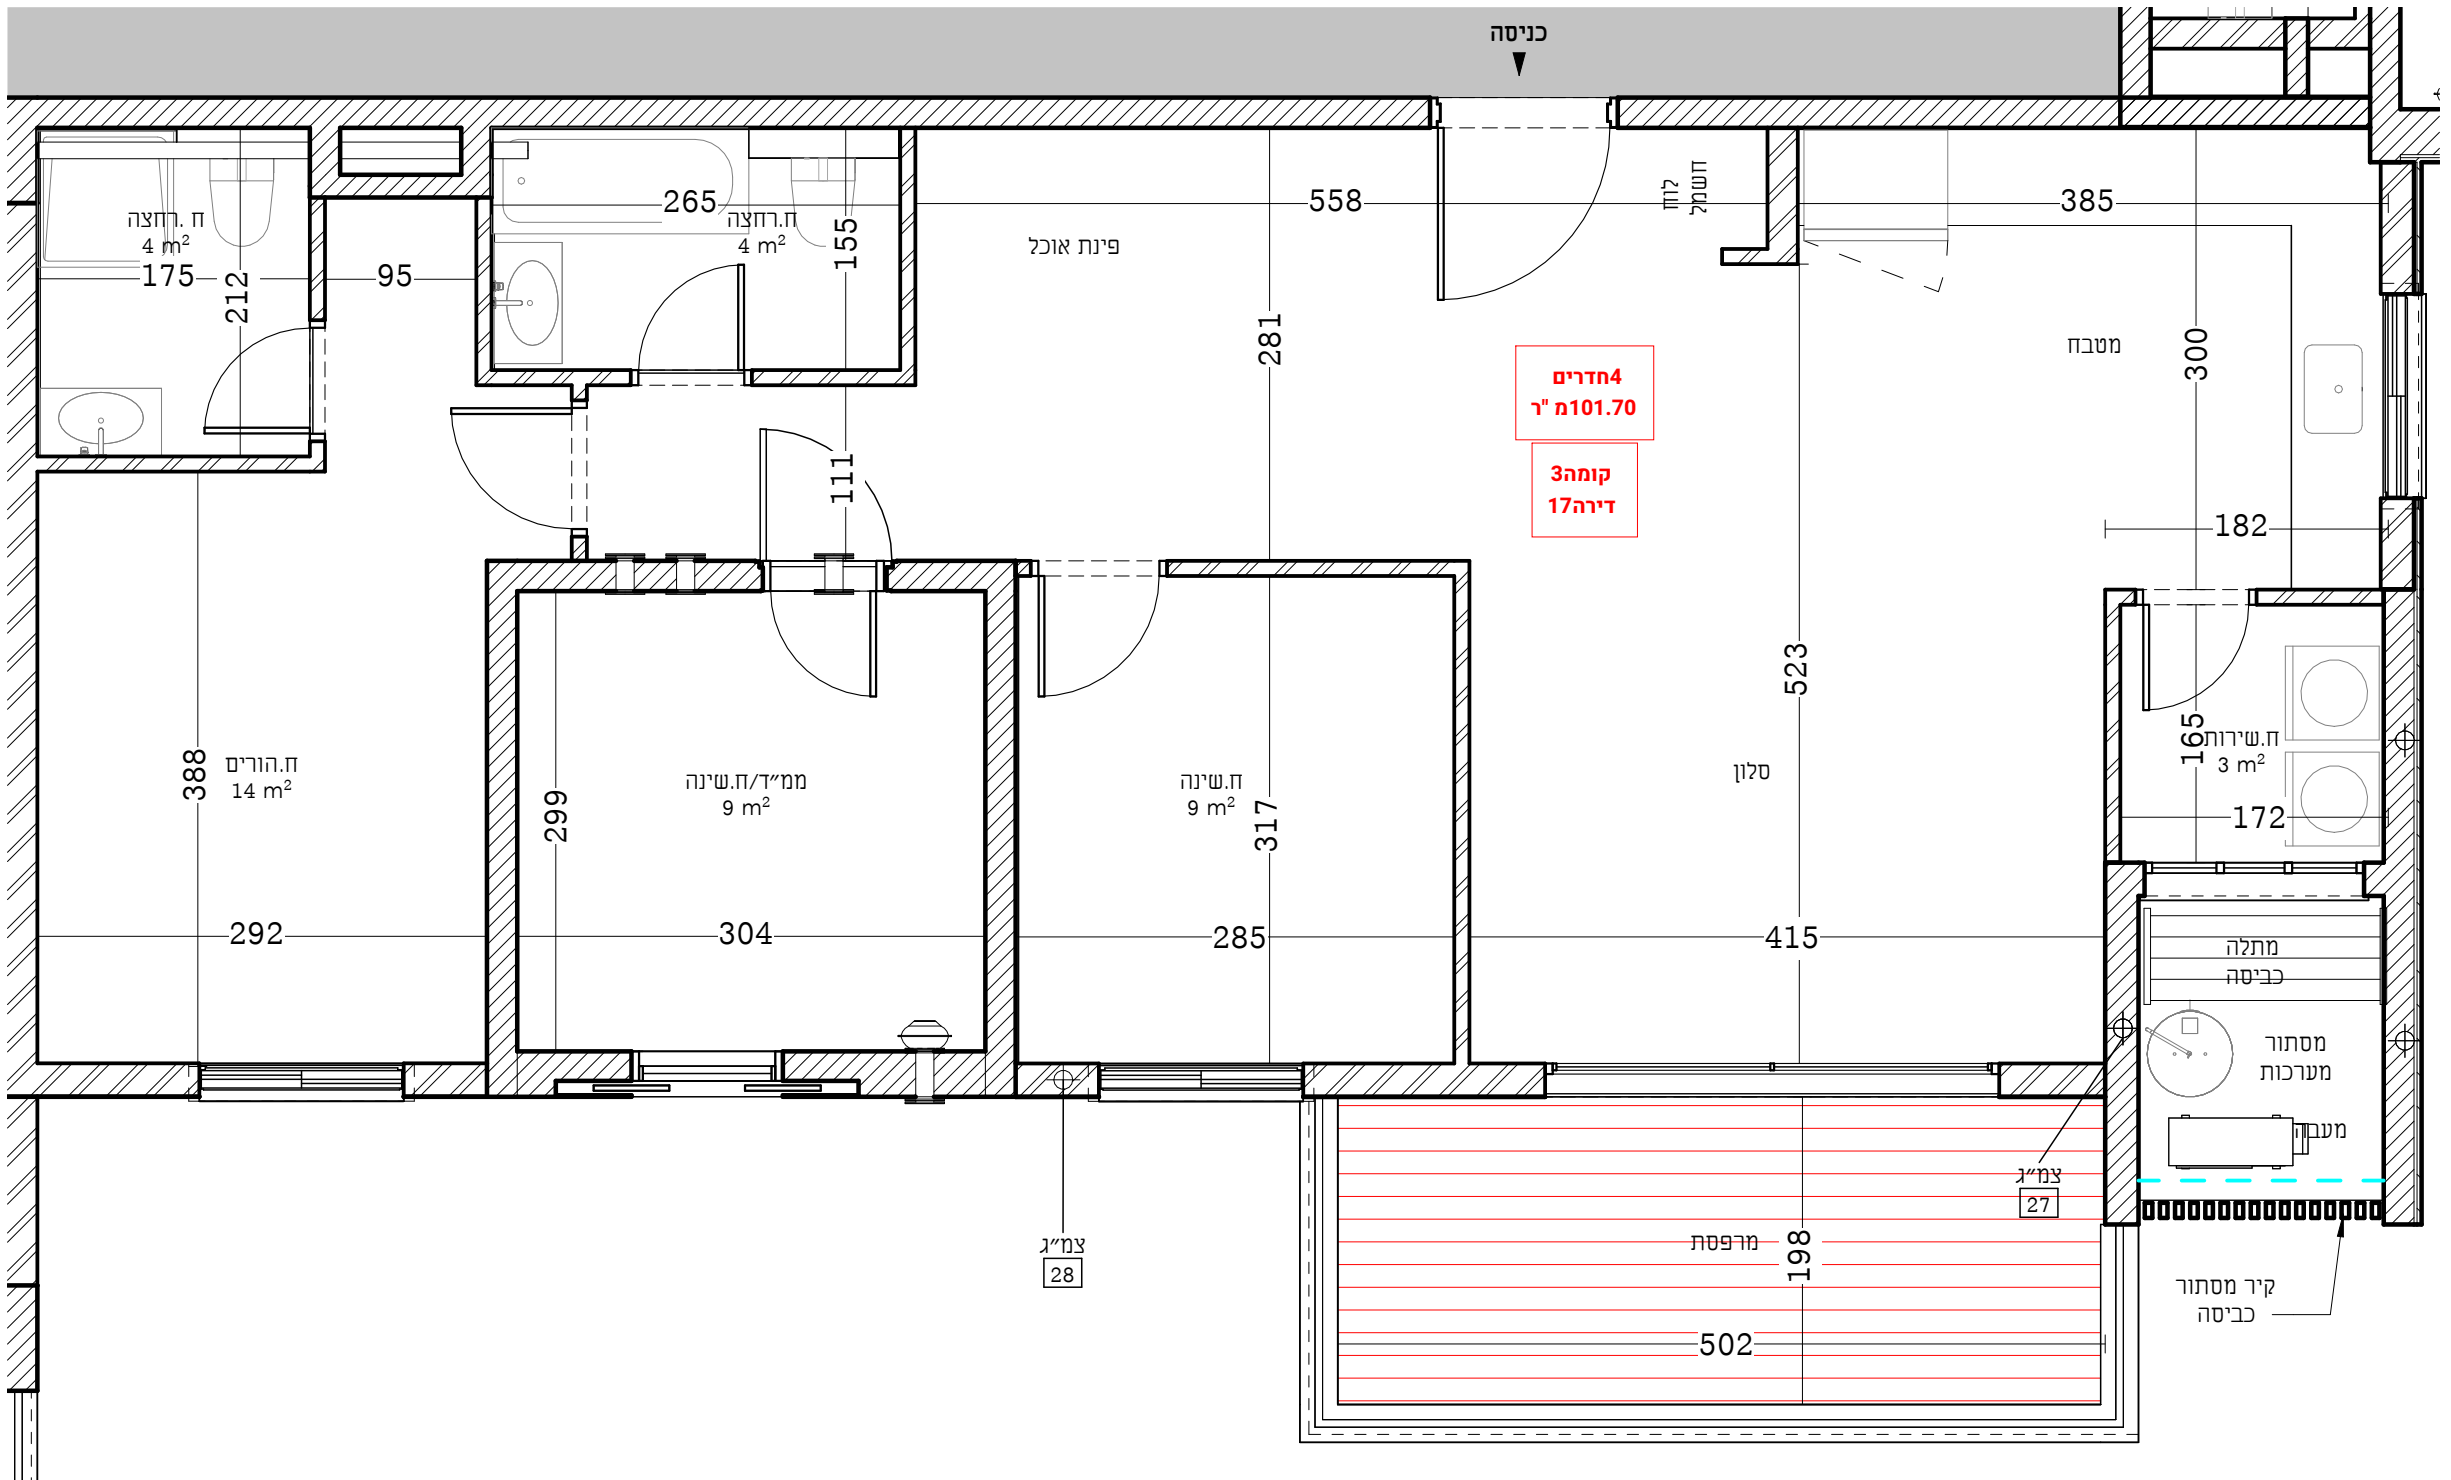 כניסה
ח .רחצה
4 m²
175
212
95
265
ח.רחצה
4 m²
155
פינת אוכל
558
לוח
חשמל
385
281
מטבח
300
4חדרים
101.70מ "ר
קומה3
דירה17
111
182
523
388
ח.הורים
14 m²
299
ממ״ד/ח.שינה
9 m²
ח.שינה
9 m²
317
סלון
165
ח.שירות
3 m²
172
292
304
285
415
מתלה
כביסה
מסתור
מערכות
מעבה
צמ״ג
27
צמ״ג
28
מרפסת
198
502
קיר מסתור
כביסה